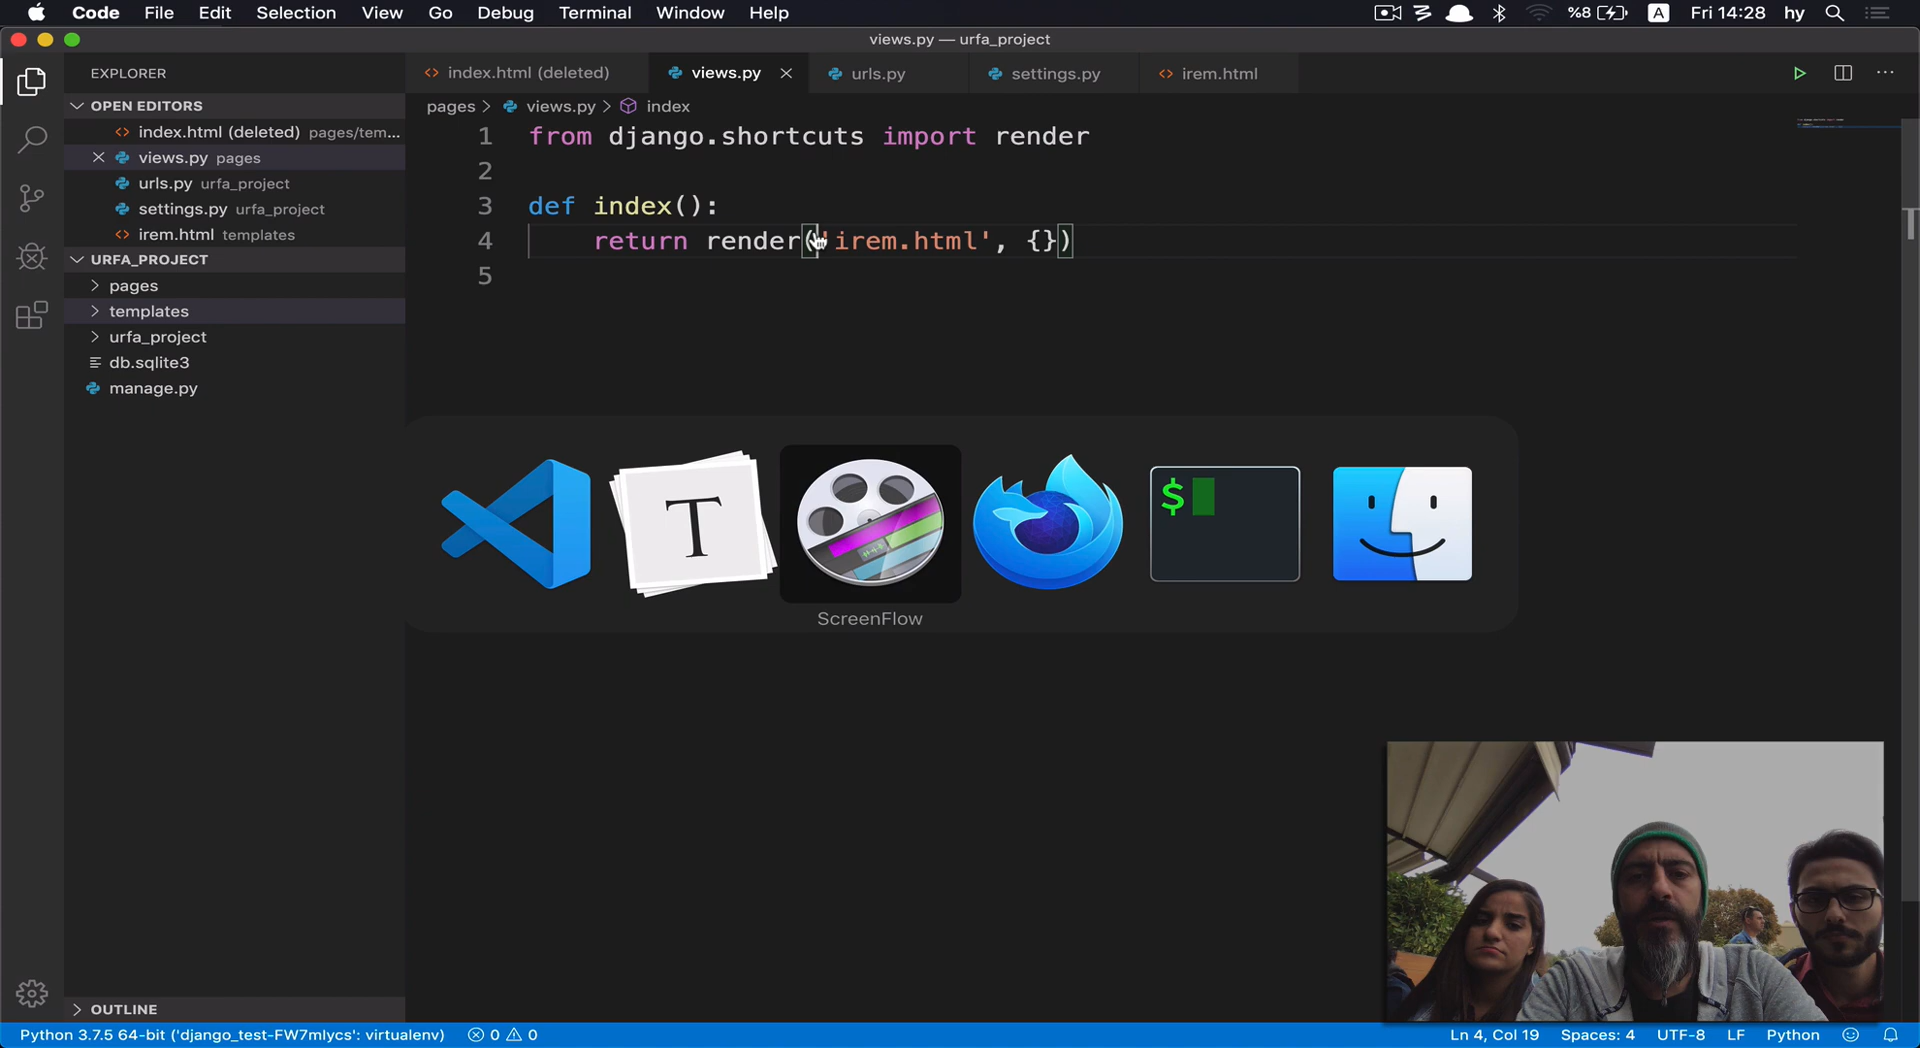 Code File Edit Selection View Go Debug Terminal Window Help %8 A Fri 14:28 hy
views.py — urfa_project
EXPLORER
index.html (deleted) views.py urls.py settings.py irem.html
OPEN EDITORS
pages > views.py > index
index.html (deleted) pages/tem...
views.py pages
urls.py urfa_project
settings.py urfa_project
irem.html templates
URFA_PROJECT
pages
templates
urfa_project
db.sqlite3
manage.py
1 from django.shortcuts import render
2
3 def index():
4 return render('irem.html', {})
5
T
$
ScreenFlow
OUTLINE
Python 3.7.5 64-bit ('django_test-FW7mIycs': virtualenv) 0 0 Ln 4, Col 19 Spaces: 4 UTF-8 LF Python